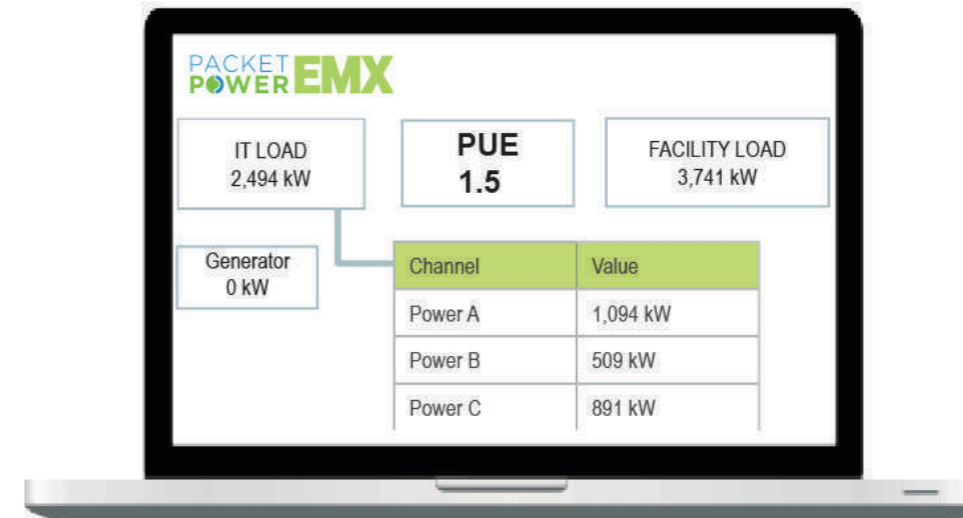 PACKET
POWER EMX
IT LOAD
2,494 kW
PUE
1.5
FACILITY LOAD
3,741 kW
Generator
0 kW
Channel Value
Power A 1,094 kW
Power B 509 kW
Power C 891 kW